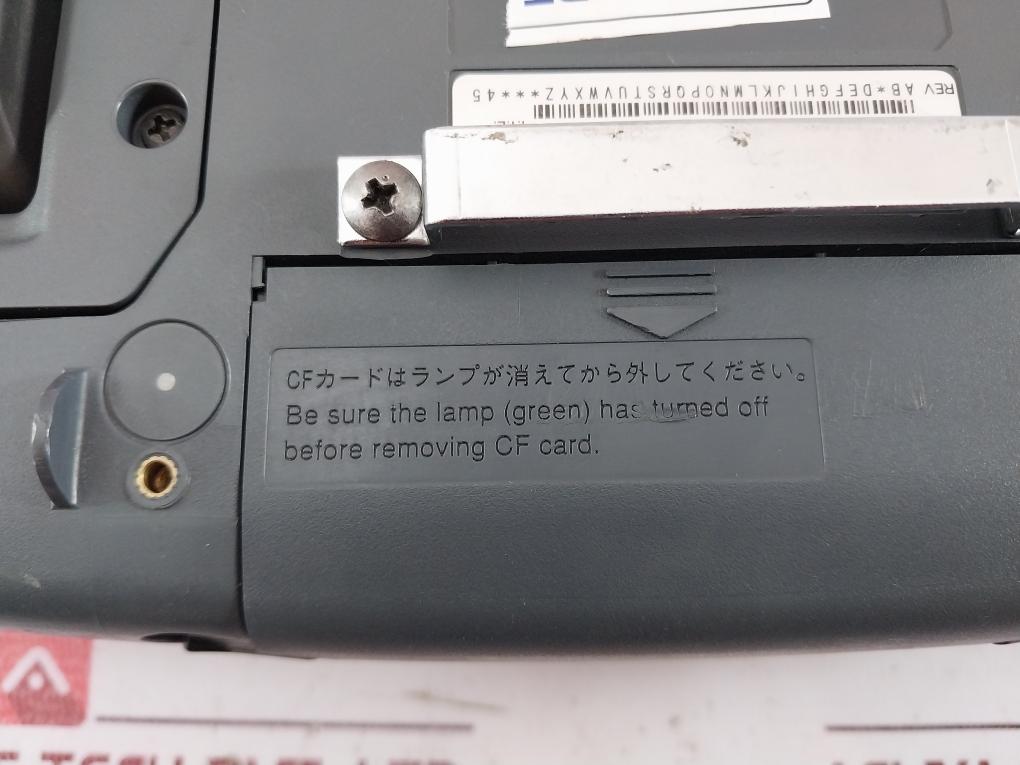 REV AB*DEFGHIJKLMNOPQRSTUVWXYZ***45
CFカードはランプが消えてから外してください。
Be sure the lamp (green) has turned off
before removing CF card.